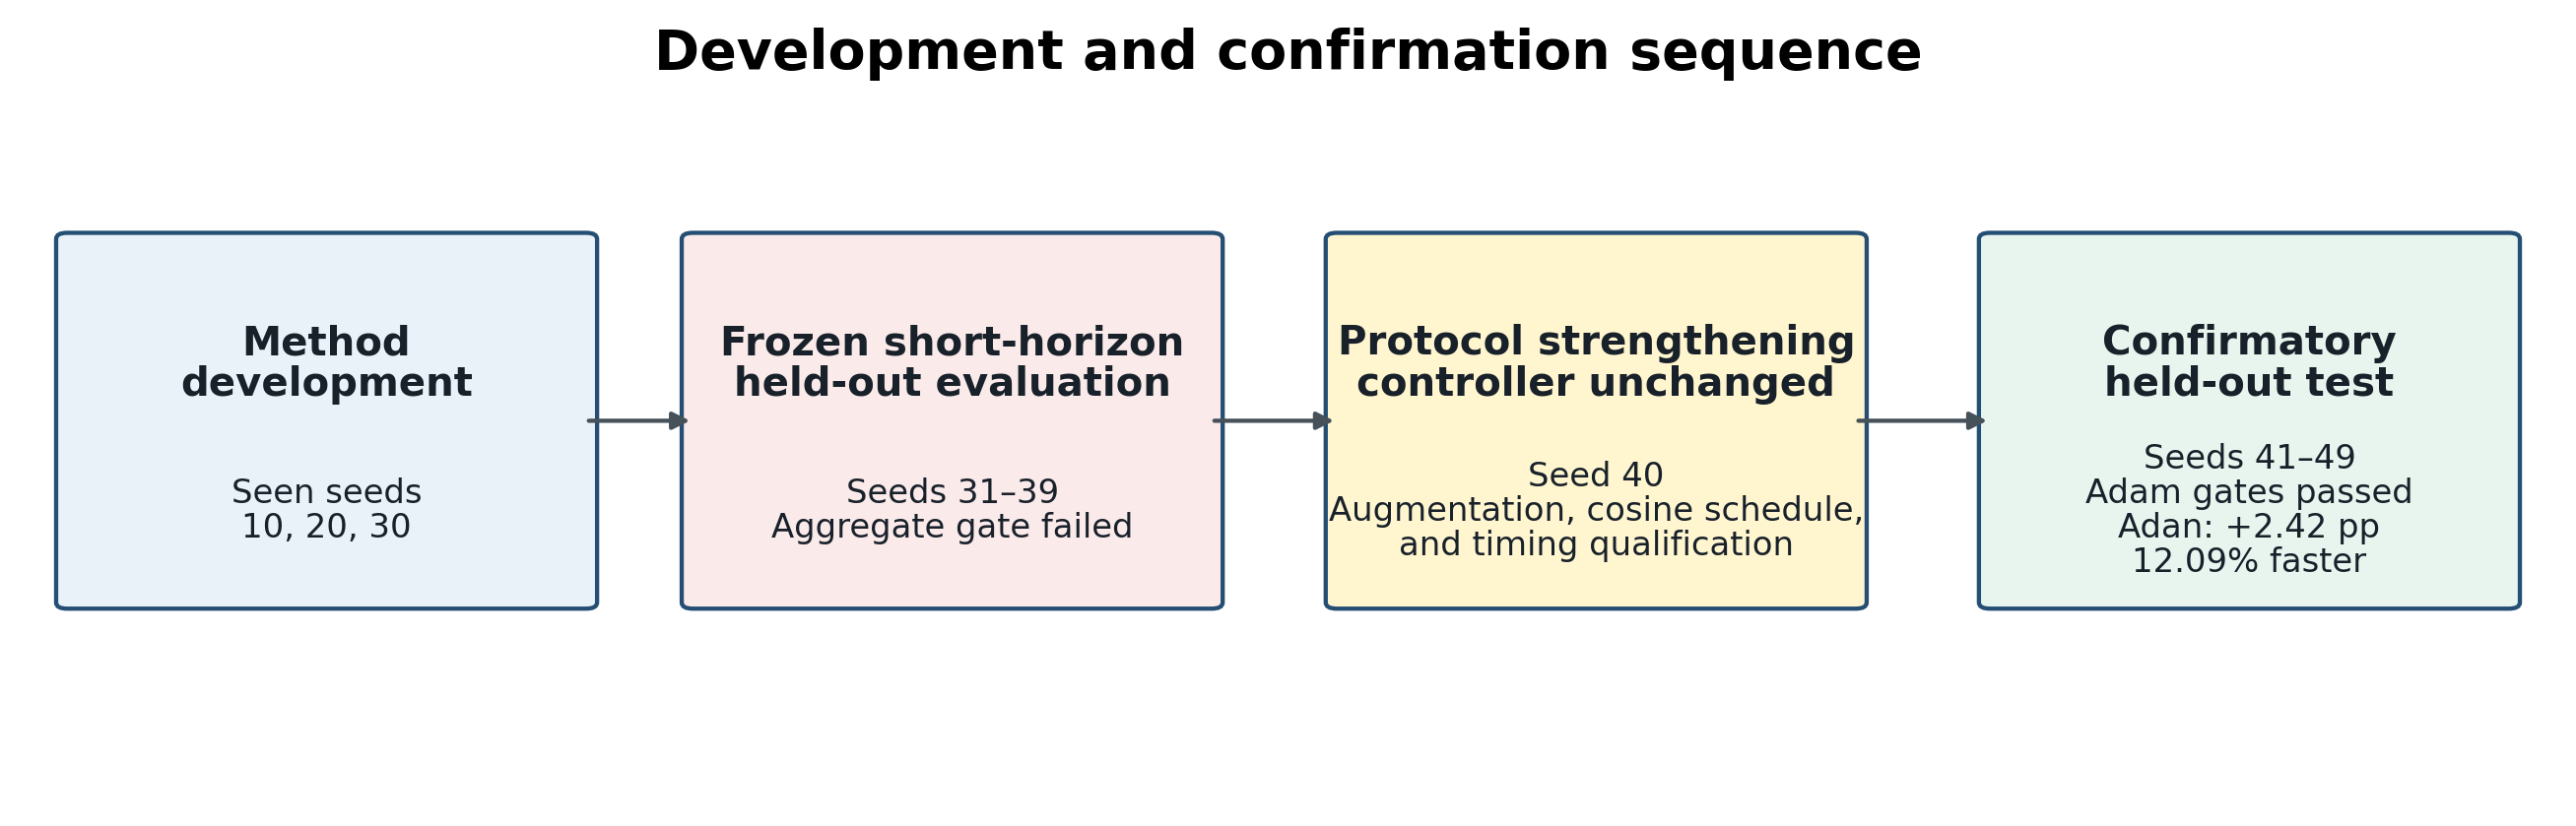 Development and confirmation sequence
Method
development
Seen seeds
10, 20, 30
Frozen short-horizon
held-out evaluation
Seeds 31–39
Aggregate gate failed
Protocol strengthening
controller unchanged
Seed 40
Augmentation, cosine schedule,
and timing qualification
Confirmatory
held-out test
Seeds 41–49
Adam gates passed
Adan: +2.42 pp
12.09% faster